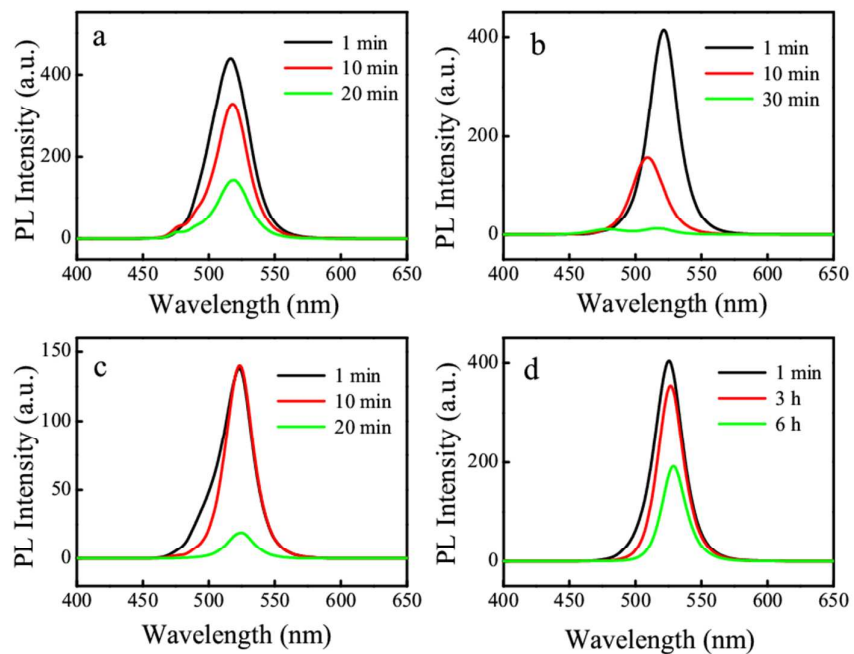 a
1 min
10 min
20 min
PL Intensity (a.u.)
400
200
0
400 450 500 550 600 650
Wavelength (nm)
b
1 min
10 min
30 min
PL Intensity (a.u.)
400
200
0
400 450 500 550 600 650
Wavelength (nm)
c
1 min
10 min
20 min
PL Intensity (a.u.)
150
100
50
0
400 450 500 550 600 650
Wavelength (nm)
d
1 min
3 h
6 h
PL Intensity (a.u.)
400
200
0
400 450 500 550 600 650
Wavelength (nm)